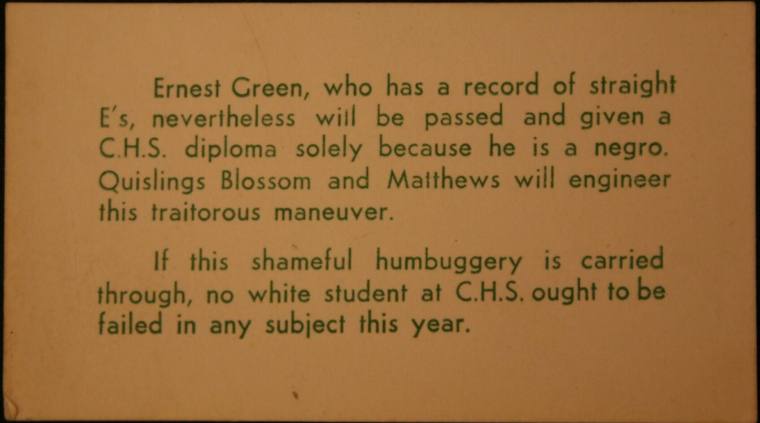 Ernest Green, who has a record of straight
E's, nevertheless will be passed and given a
C.H.S. diploma solely because he is a negro.
Quislings Blossom and Matthews will engineer
this traitorous maneuver.
If this shameful humbuggery is carried
through, no white student at C.H.S. ought to be
failed in any subject this year.